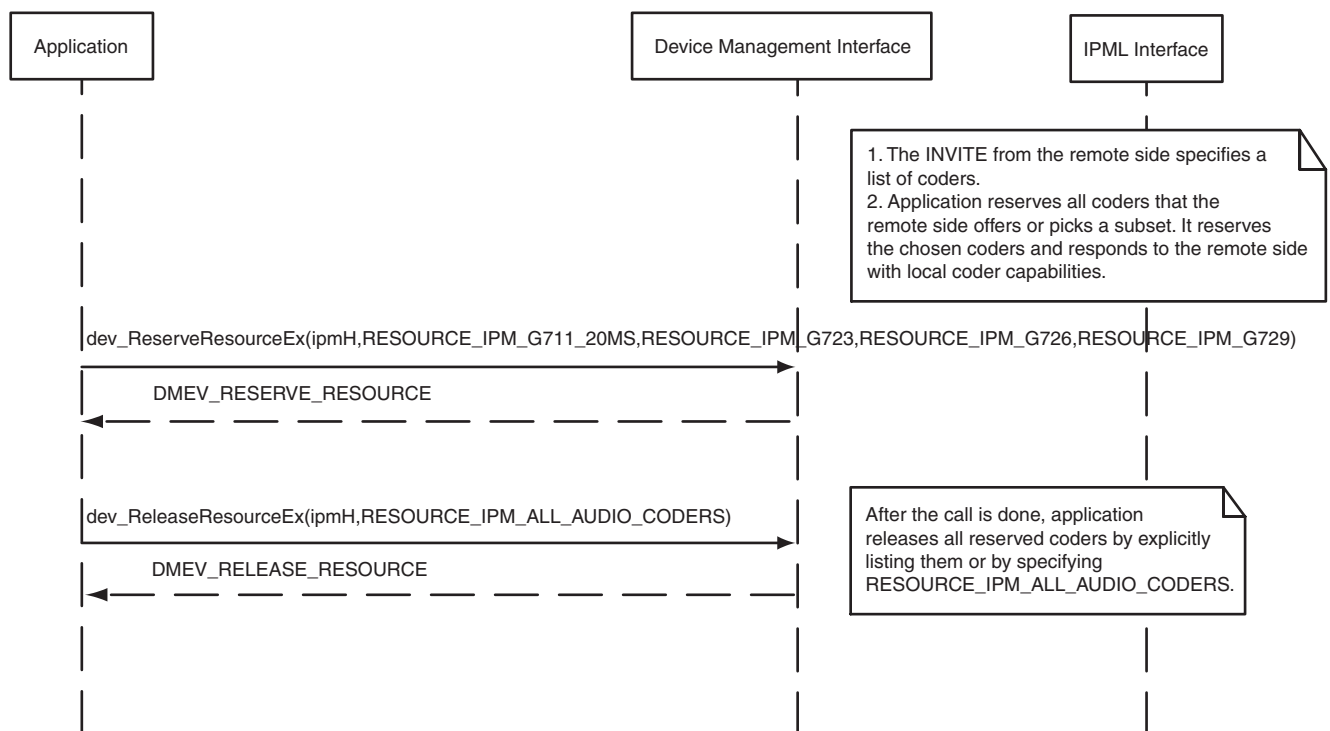 Application
Device Management Interface
IPML Interface
1. The INVITE from the remote side specifies a
list of coders.
2. Application reserves all coders that the
remote side offers or picks a subset. It reserves
the chosen coders and responds to the remote side
with local coder capabilities.
dev_ReserveResourceEx(ipmH,RESOURCE_IPM_G711_20MS,RESOURCE_IPM_G723,RESOURCE_IPM_G726,RESOURCE_IPM_G729)
DMEV_RESERVE_RESOURCE
dev_ReleaseResourceEx(ipmH,RESOURCE_IPM_ALL_AUDIO_CODERS)
DMEV_RELEASE_RESOURCE
After the call is done, application
releases all reserved coders by explicitly
listing them or by specifying
RESOURCE_IPM_ALL_AUDIO_CODERS.